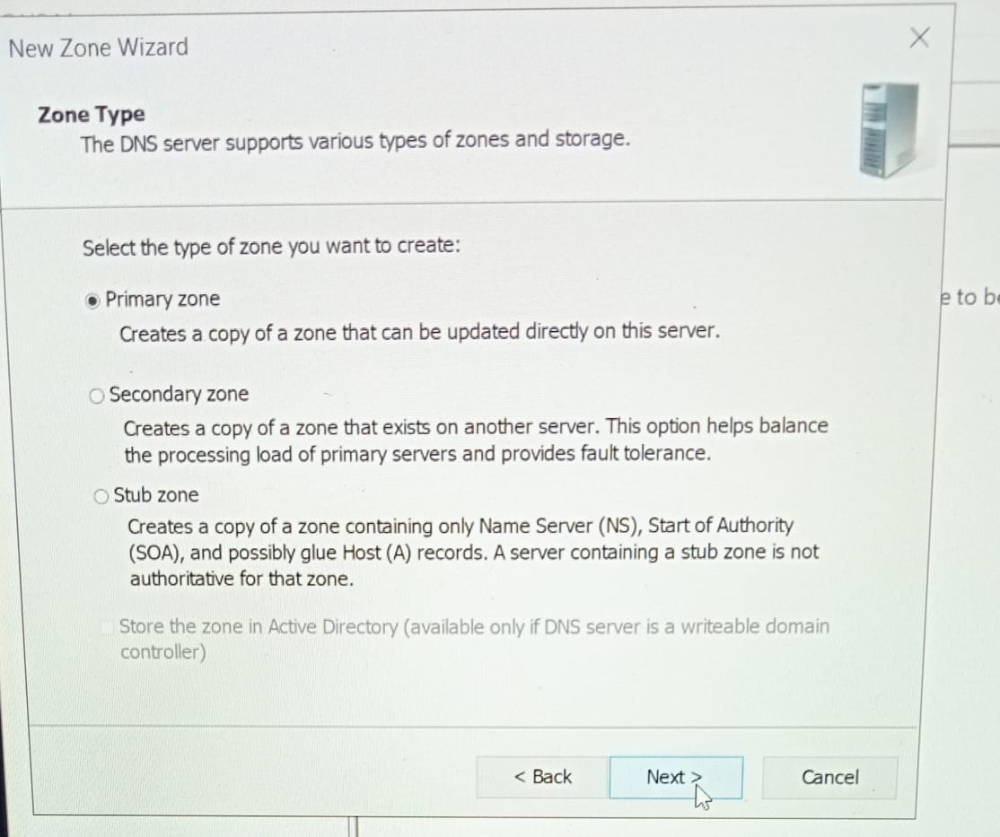 New Zone Wizard
Zone Type
The DNS server supports various types of zones and storage.
Select the type of zone you want to create:
Primary zone
Creates a copy of a zone that can be updated directly on this server.
Secondary zone
Creates a copy of a zone that exists on another server. This option helps balance
the processing load of primary servers and provides fault tolerance.
Stub zone
Creates a copy of a zone containing only Name Server (NS), Start of Authority
(SOA), and possibly glue Host (A) records. A server containing a stub zone is not
authoritative for that zone.
Store the zone in Active Directory (available only if DNS server is a writeable domain
controller)
< Back
Next >
Cancel